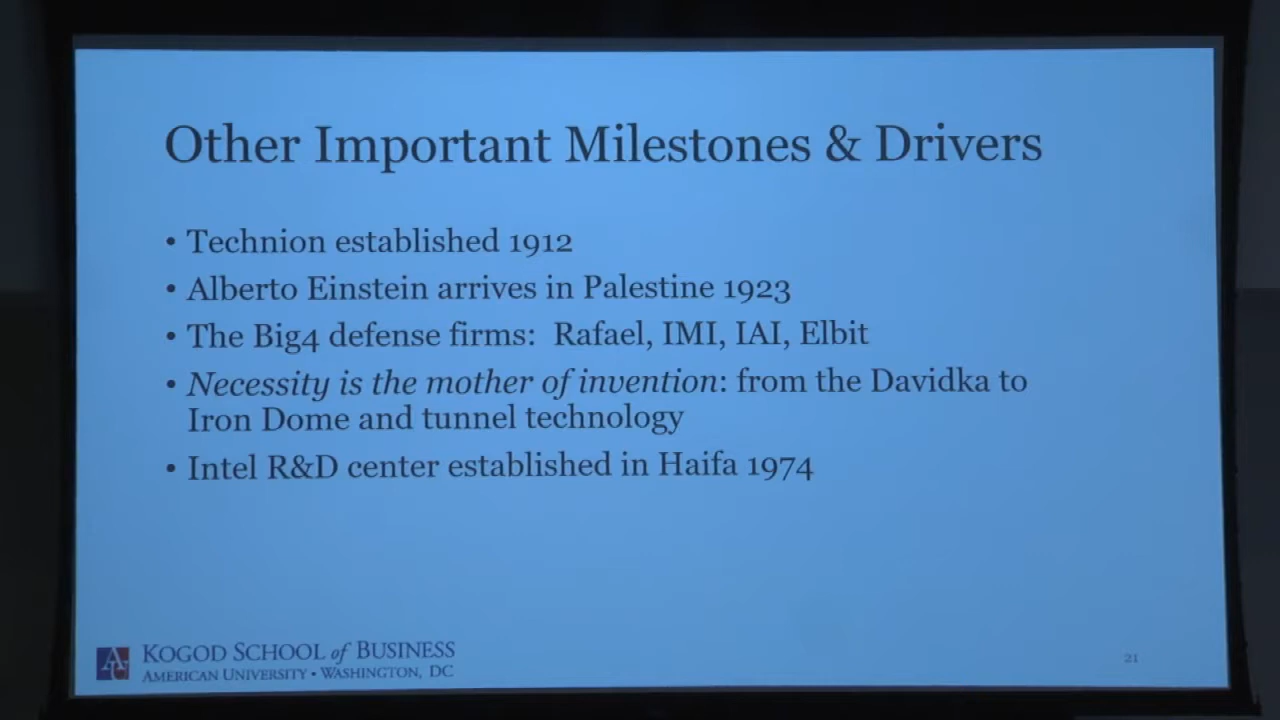 Other Important Milestones & Drivers
• Technion established 1912
• Alberto Einstein arrives in Palestine 1923
• The Big4 defense firms: Rafael, IMI, IAI, Elbit
• Necessity is the mother of invention: from the Davidka to
Iron Dome and tunnel technology
• Intel R&D center established in Haifa 1974
AU
KOGOD SCHOOL of BUSINESS
AMERICAN UNIVERSITY • WASHINGTON, DC
21